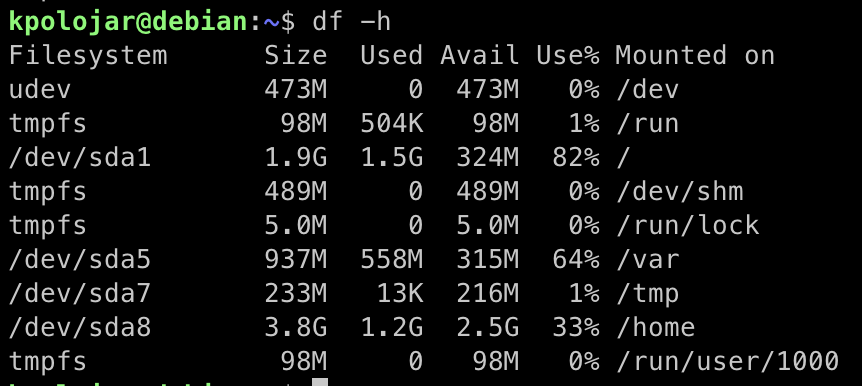 kpolojar@debian:~$ df -h
Filesystem      Size  Used Avail Use% Mounted on
udev            473M     0  473M   0% /dev
tmpfs            98M  504K   98M   1% /run
/dev/sda1       1.9G  1.5G  324M  82% /
tmpfs           489M     0  489M   0% /dev/shm
tmpfs           5.0M     0  5.0M   0% /run/lock
/dev/sda5       937M  558M  315M  64% /var
/dev/sda7       233M   13K  216M   1% /tmp
/dev/sda8       3.8G  1.2G  2.5G  33% /home
tmpfs            98M     0   98M   0% /run/user/1000